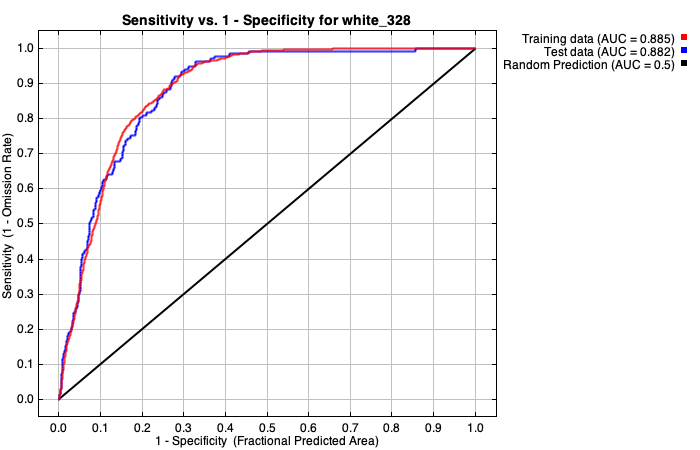 Sensitivity vs. 1 - Specificity for white_328
Training data (AUC = 0.885)
Test data (AUC = 0.882)
Random Prediction (AUC = 0.5)
Sensitivity (1 - Omission Rate)
1.0
0.9
0.8
0.7
0.6
0.5
0.4
0.3
0.2
0.1
0.0
0.0 0.1 0.2 0.3 0.4 0.5 0.6 0.7 0.8 0.9 1.0
1 - Specificity (Fractional Predicted Area)